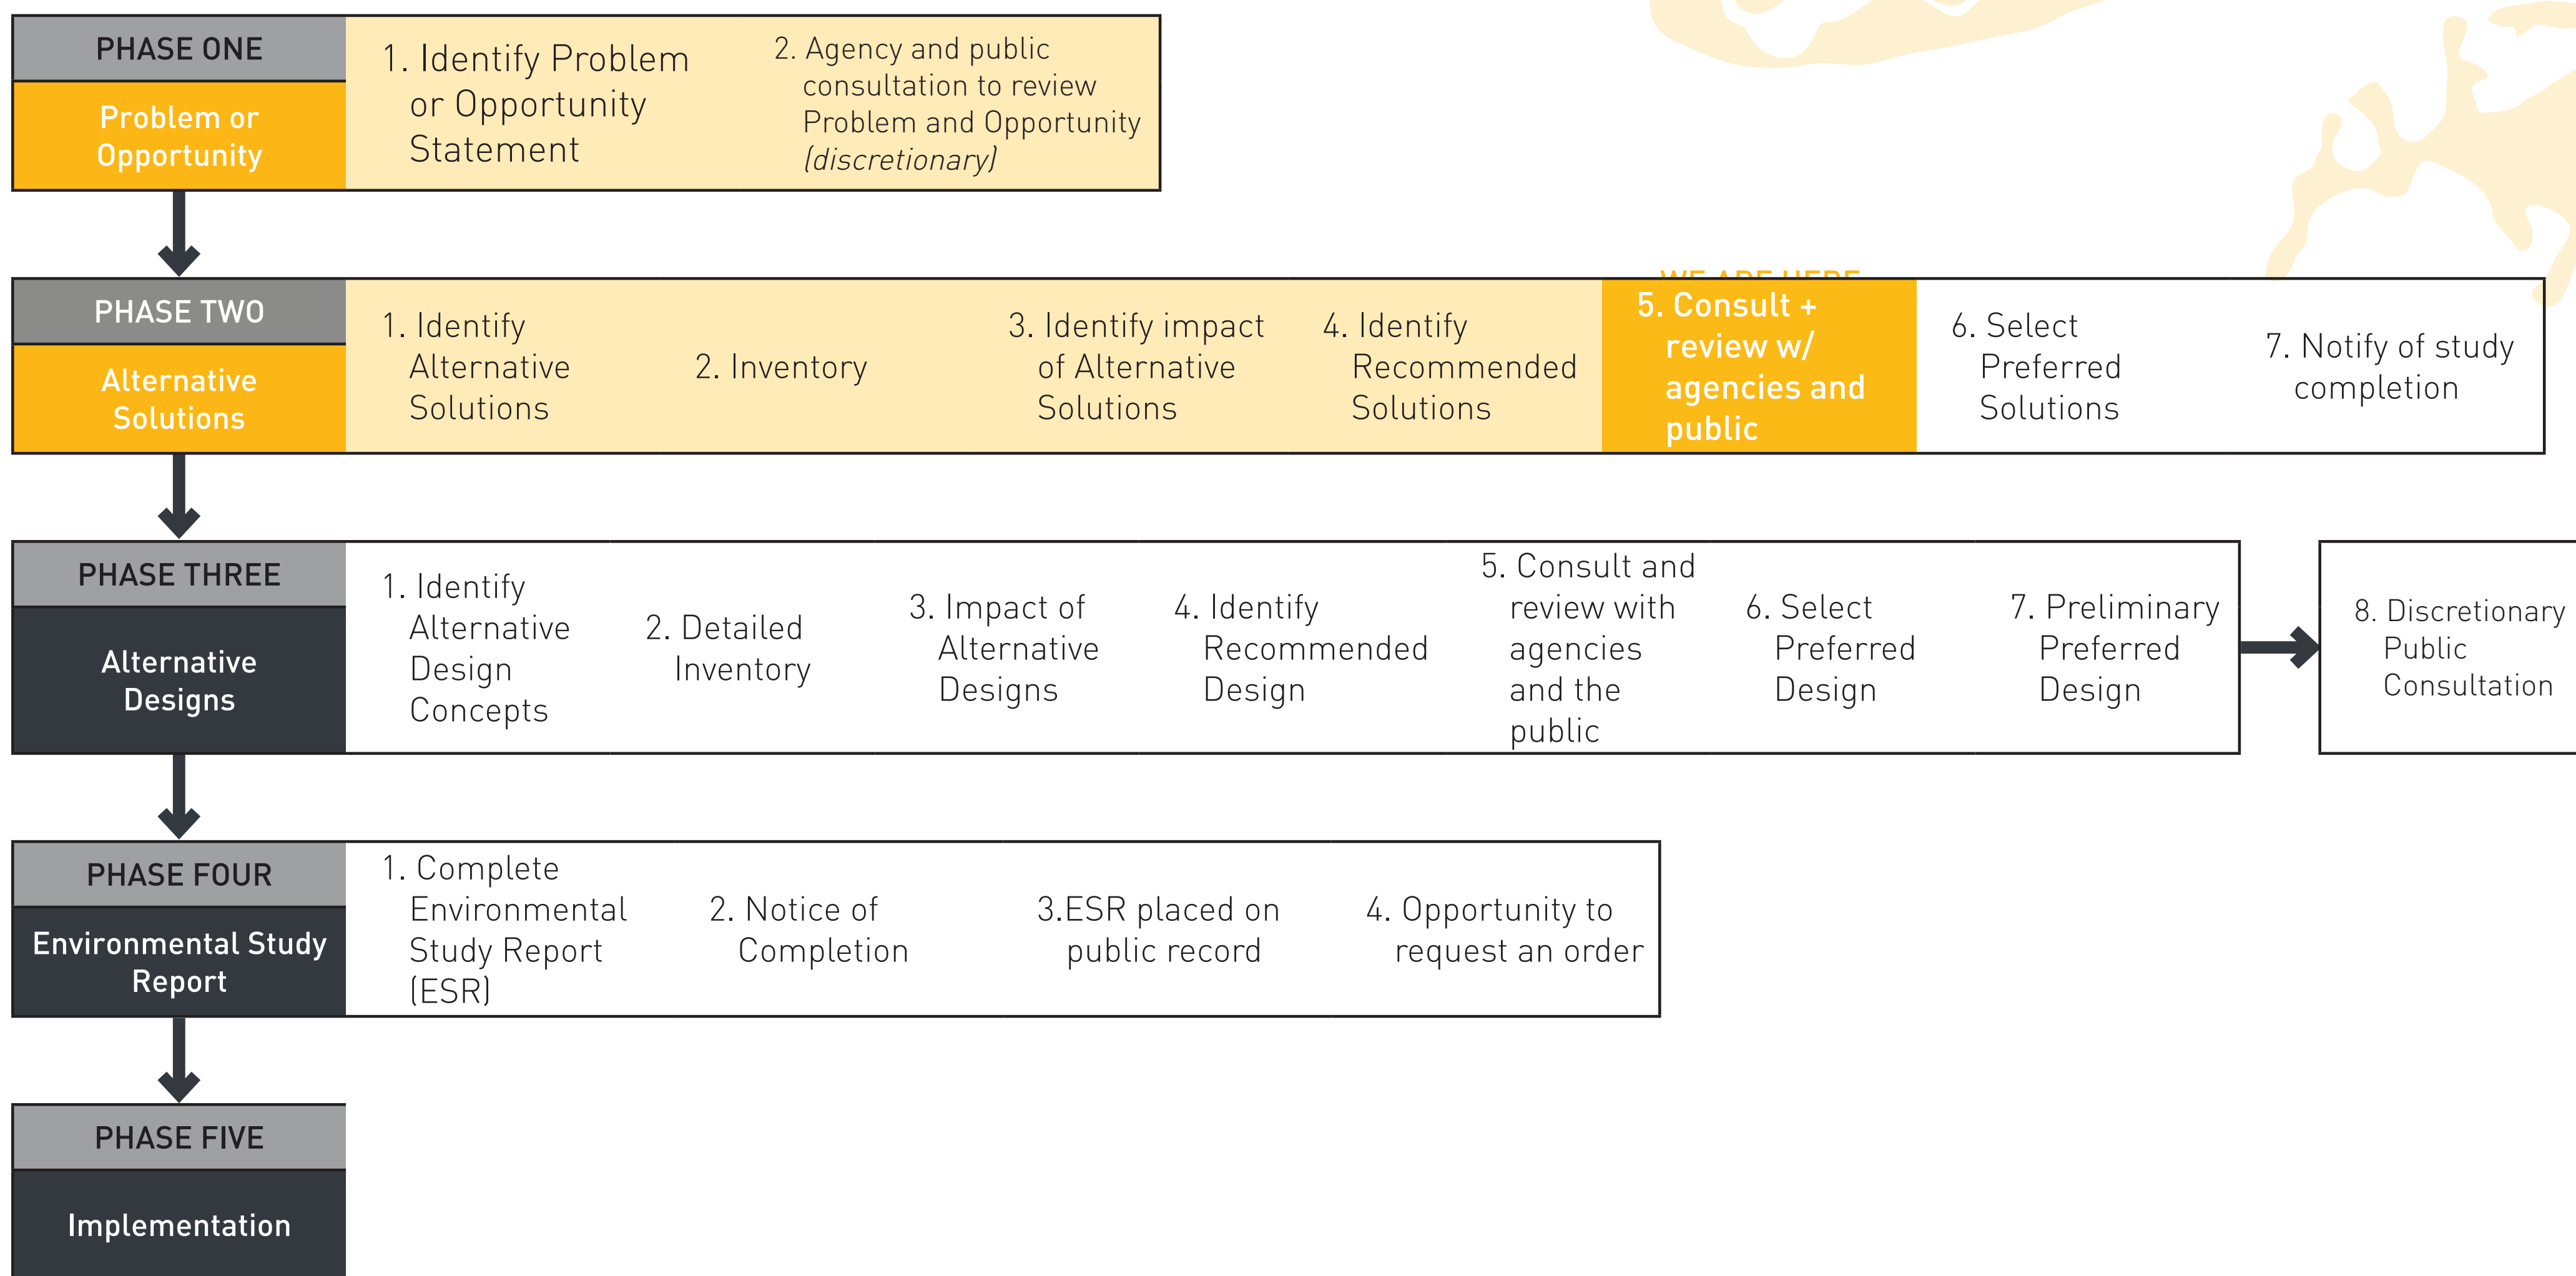 PHASE ONE
Problem or
Opportunity
1. Identify Problem
or Opportunity
Statement
2. Agency and public
consultation to review
Problem and Opportunity
(discretionary)
WE ARE HERE
PHASE TWO
Alternative
Solutions
1. Identify
Alternative
Solutions
2. Inventory
3. Identify impact
of Alternative
Solutions
4. Identify
Recommended
Solutions
5. Consult +
review w/
agencies and
public
6. Select
Preferred
Solutions
7. Notify of study
completion
PHASE THREE
Alternative
Designs
1. Identify
Alternative
Design
Concepts
2. Detailed
Inventory
3. Impact of
Alternative
Designs
4. Identify
Recommended
Design
5. Consult and
review with
agencies
and the
public
6. Select
Preferred
Design
7. Preliminary
Preferred
Design
8. Discretionary
Public
Consultation
PHASE FOUR
Environmental Study
Report
1. Complete
Environmental
Study Report
(ESR)
2. Notice of
Completion
3.ESR placed on
public record
4. Opportunity to
request an order
PHASE FIVE
Implementation